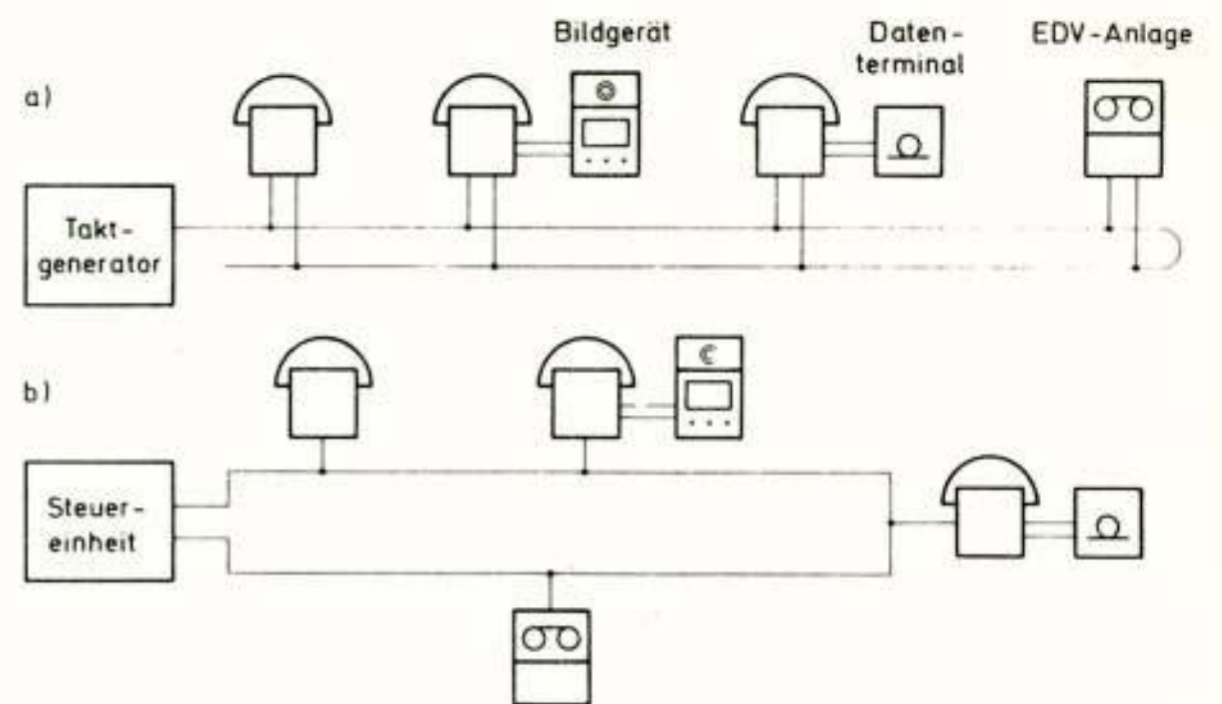 Bildgerät
Daten-
terminal
EDV-Anlage
a)
Takt-
generator
b)
Steuer-
einheit